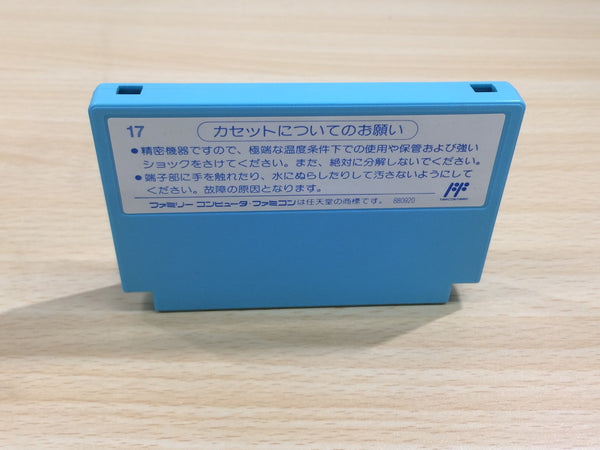 17
カセットについてのお願い
●精密機器ですので、極端な温度条件下での使用や保管および強い
ショックをさけてください。また、絶対に分解しないでください。
●端子部に手を触れたり、水にぬらしたりして汚さないようにして
ください。故障の原因となります。
ファミリー コンピュータ・ファミコンは任天堂の商標です。 880920